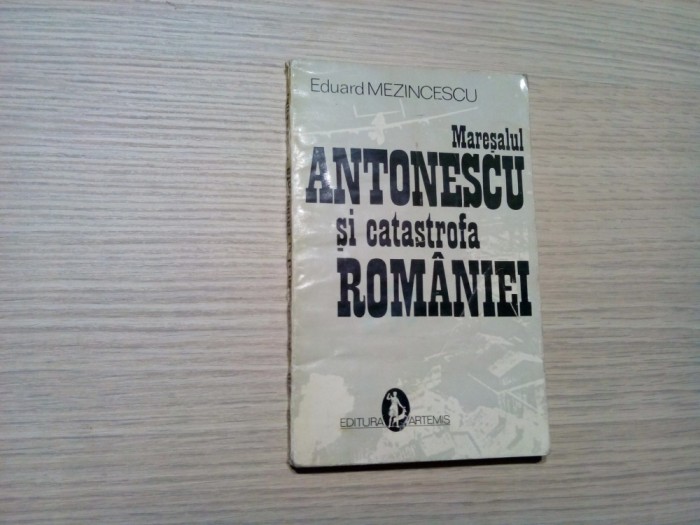 Eduard MEZINCESCU
Mareşalul
ANTONESCU
şi catastrofa
ROMÂNIEI
EDITURA ARTEMIS